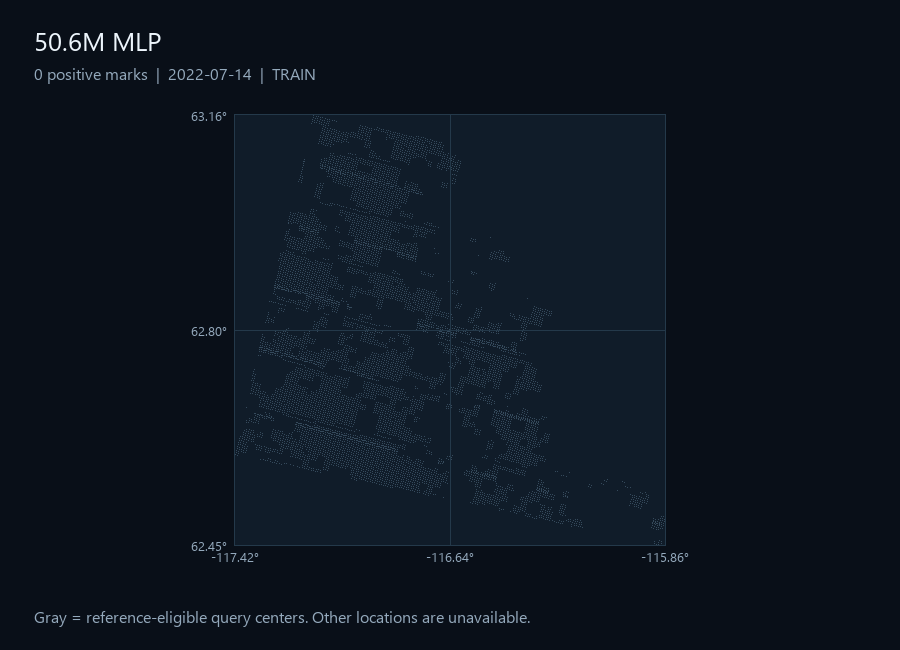 50.6M MLP
0 positive marks | 2022-07-14 | TRAIN
63.16°
62.80°
62.45°
-117.42°
-116.64°
-115.86°
Gray = reference-eligible query centers. Other locations are unavailable.